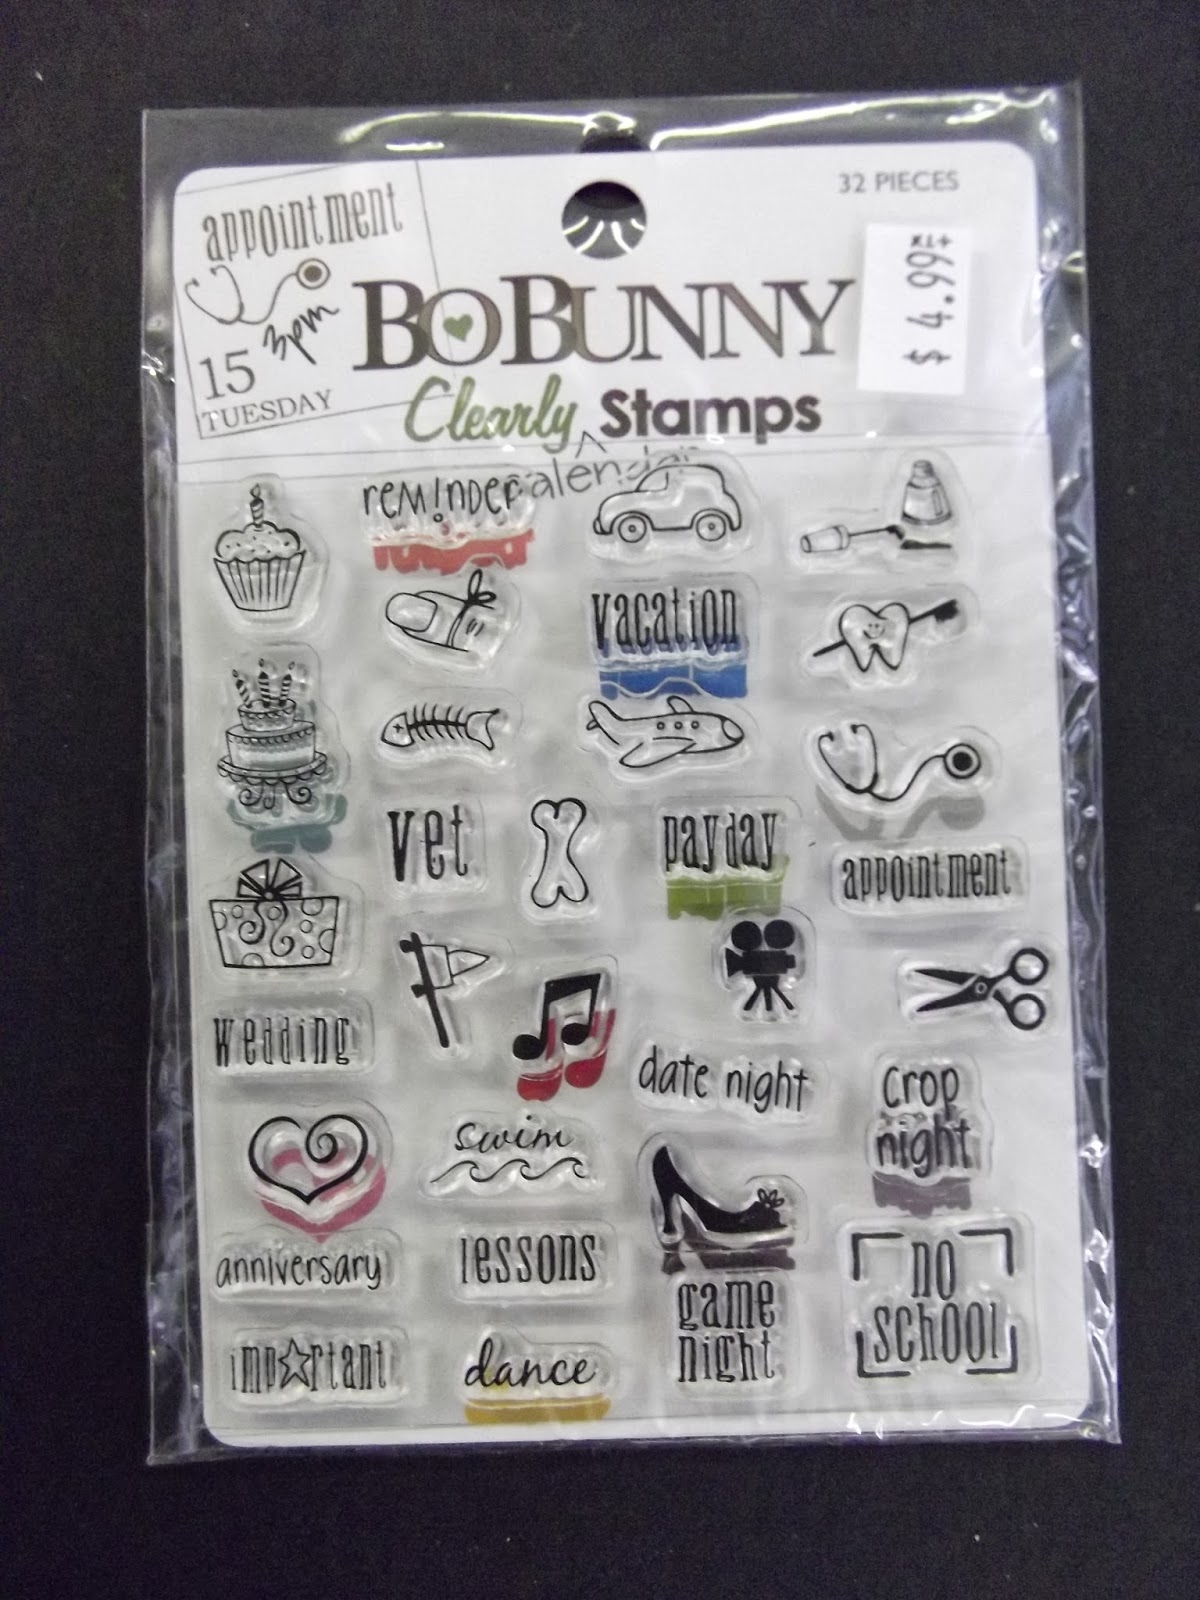 32 PIECES
appointment
3pm
15
TUESDAY
BOBUNNY
$4.99
Clearly Stamps
calendar
rem!nder
vacation
vet
payday
appointment
wedding
date night
crop
night
swim
anniversary
lessons
game
night
no
school
imp☆rtant
dance